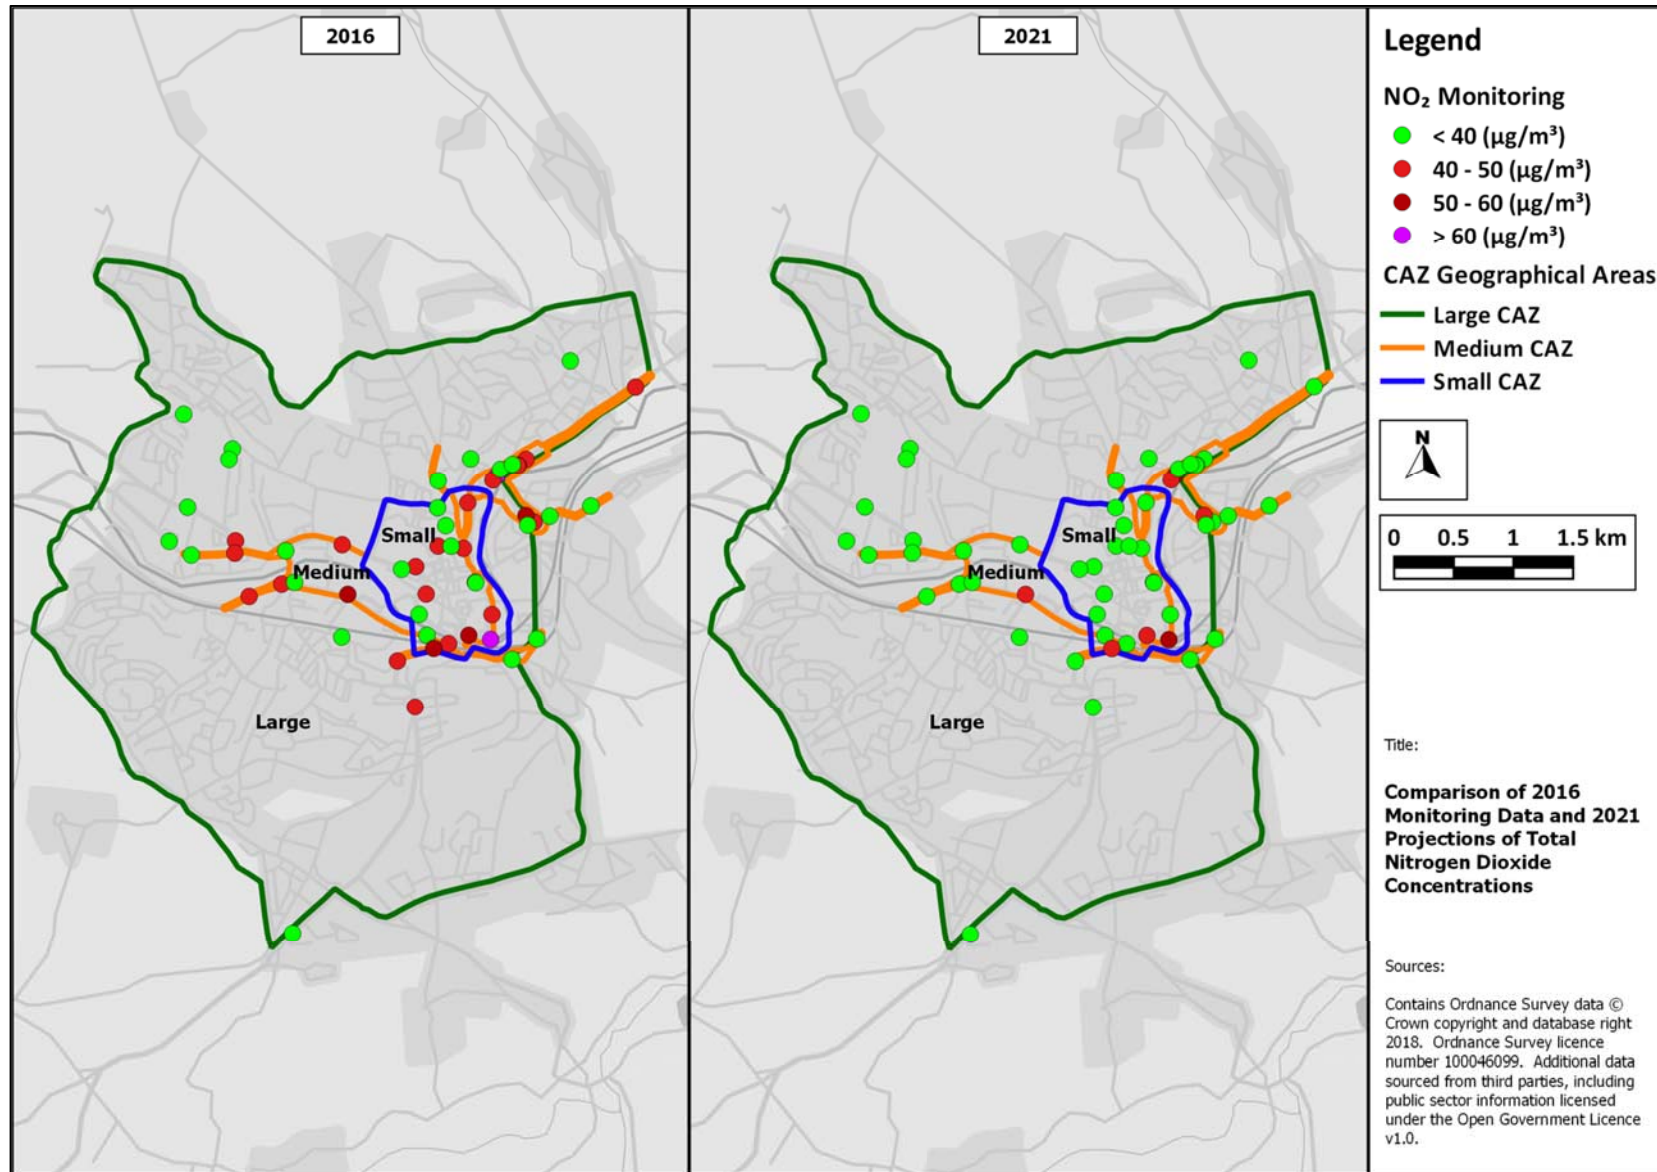 2016
Small
Medium
Large
2021
Small
Medium
Large
Legend
NO₂ Monitoring
< 40 (µg/m³)
40 - 50 (µg/m³)
50 - 60 (µg/m³)
> 60 (µg/m³)
CAZ Geographical Areas
Large CAZ
Medium CAZ
Small CAZ
N
0 0.5 1 1.5 km
Title:
Comparison of 2016
Monitoring Data and 2021
Projections of Total
Nitrogen Dioxide
Concentrations
Sources:
Contains Ordnance Survey data ©
Crown copyright and database right
2018. Ordnance Survey licence
number 100046099. Additional data
sourced from third parties, including
public sector information licensed
under the Open Government Licence
v1.0.